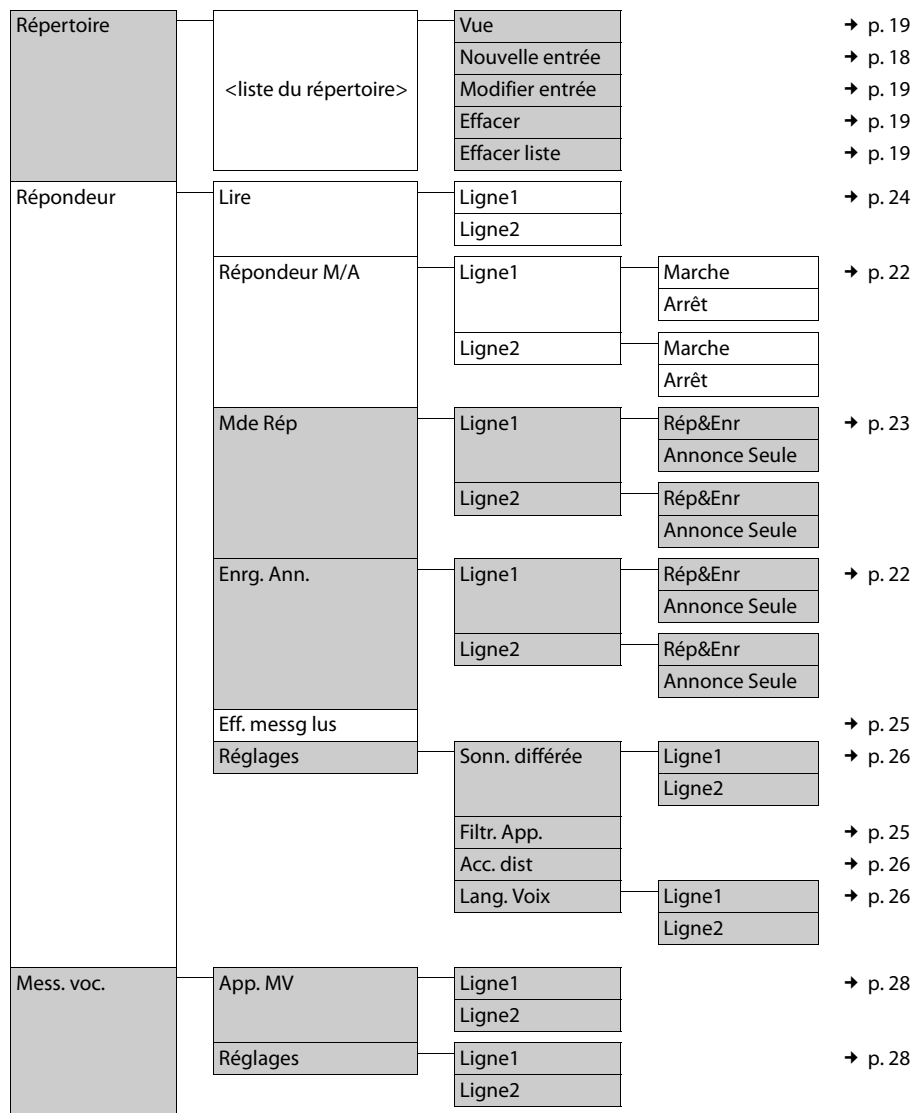 Répertoire <liste du répertoire> Vue ➔ p. 19
Nouvelle entrée ➔ p. 18
Modifier entrée ➔ p. 19
Effacer ➔ p. 19
Effacer liste ➔ p. 19
Répondeur Lire Ligne1 ➔ p. 24
Ligne2
Répondeur M/A Ligne1 Marche ➔ p. 22
Arrêt
Ligne2 Marche
Arrêt
Mde Rép Ligne1 Rép&Enr ➔ p. 23
Annonce Seule
Ligne2 Rép&Enr
Annonce Seule
Enrg. Ann. Ligne1 Rép&Enr ➔ p. 22
Annonce Seule
Ligne2 Rép&Enr
Annonce Seule
Eff. messg lus ➔ p. 25
Réglages Sonn. différée Ligne1 ➔ p. 26
Ligne2
Filtr. App. ➔ p. 25
Acc. dist ➔ p. 26
Lang. Voix Ligne1 ➔ p. 26
Ligne2
Mess. voc. App. MV Ligne1 ➔ p. 28
Ligne2
Réglages Ligne1 ➔ p. 28
Ligne2